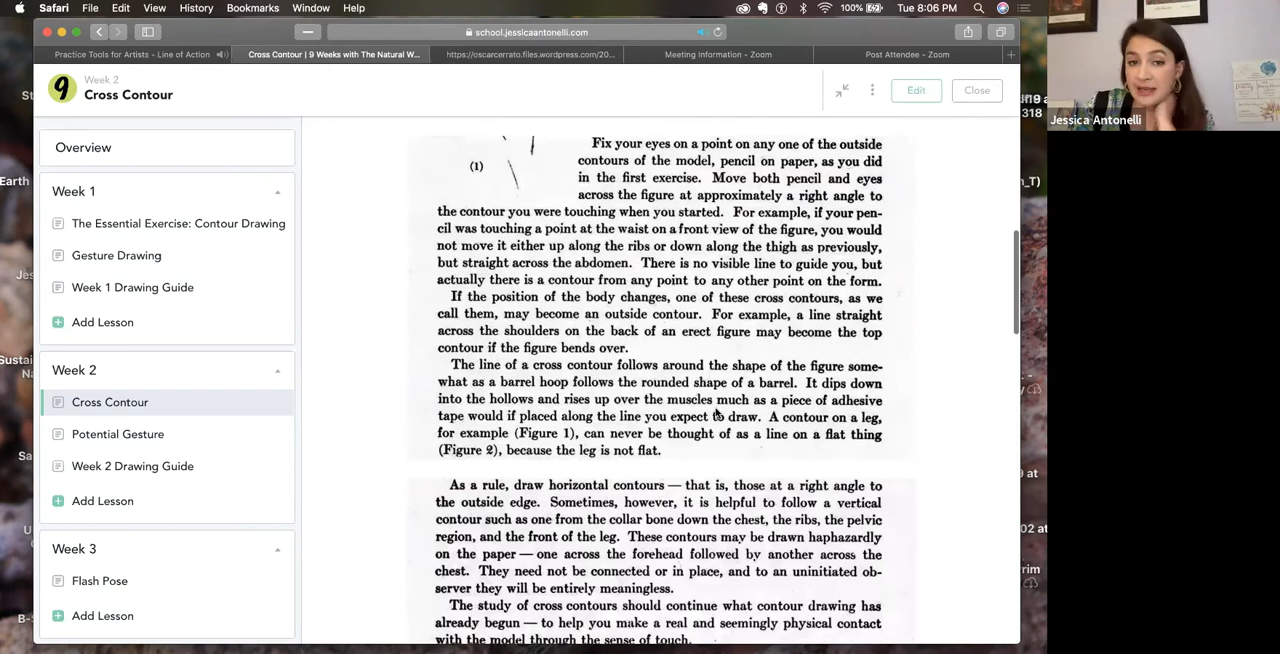 Safari File Edit View History Bookmarks Window Help
100% Tue 8:06 PM
school.jessicaantonelli.com
Practice Tools for Artists - Line of Action
Cross Contour | 9 Weeks with The Natural W...
https://oscarcerrato.files.wordpress.com/20...
Meeting Information - Zoom
Post Attendee - Zoom
9
Week 2
Cross Contour
Edit
Close
Jessica Antonelli
Overview
Week 1
The Essential Exercise: Contour Drawing
Gesture Drawing
Week 1 Drawing Guide
Add Lesson
Week 2
Cross Contour
Potential Gesture
Week 2 Drawing Guide
Add Lesson
Week 3
Flash Pose
Add Lesson
(1)
Fix your eyes on a point on any one of the outside
contours of the model, pencil on paper, as you did
in the first exercise. Move both pencil and eyes
across the figure at approximately a right angle to
the contour you were touching when you started. For example, if your pen-
cil was touching a point at the waist on a front view of the figure, you would
not move it either up along the ribs or down along the thigh as previously,
but straight across the abdomen. There is no visible line to guide you, but
actually there is a contour from any point to any other point on the form.
If the position of the body changes, one of these cross contours, as we
call them, may become an outside contour. For example, a line straight
across the shoulders on the back of an erect figure may become the top
contour if the figure bends over.
The line of a cross contour follows around the shape of the figure some-
what as a barrel hoop follows the rounded shape of a barrel. It dips down
into the hollows and rises up over the muscles much as a piece of adhesive
tape would if placed along the line you expect to draw. A contour on a leg,
for example (Figure 1), can never be thought of as a line on a flat thing
(Figure 2), because the leg is not flat.
As a rule, draw horizontal contours — that is, those at a right angle to
the outside edge. Sometimes, however, it is helpful to follow a vertical
contour such as one from the collar bone down the chest, the ribs, the pelvic
region, and the front of the leg. These contours may be drawn haphazardly
on the paper — one across the forehead followed by another across the
chest. They need not be connected or in place, and to an uninitiated ob-
server they will be entirely meaningless.
The study of cross contours should continue what contour drawing has
already begun — to help you make a real and seemingly physical contact
with the model through the sense of touch.
Earth
318